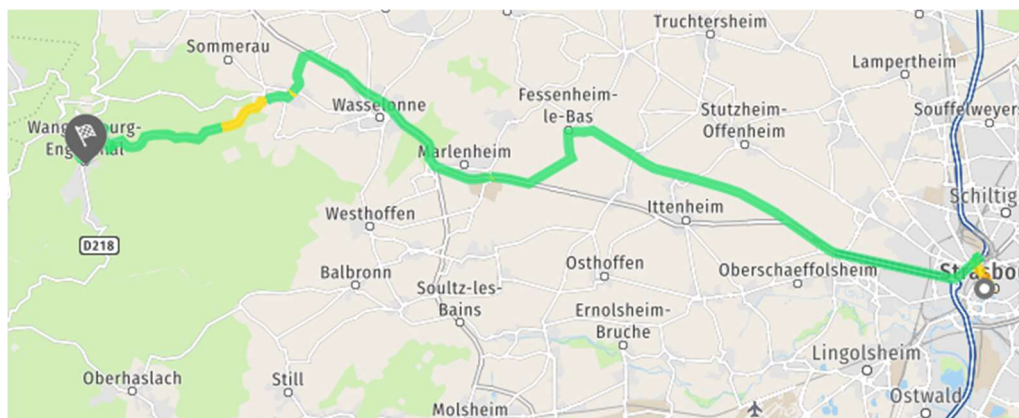 Truchtersheim
Sommerau
Lampertheim
Fessenheim-
le-Bas
Wasselonne
Stutzheim-
Offenheim
Souffelweyers
Marlenheim
Schiltig
Westhoffen
Ittenheim
D218
Balbronn
Osthoffen
Oberschaeffolsheim
Soultz-les-
Bains
Ernolsheim-
Bruche
Lingolsheim
Oberhaslach
Still
Ostwald
Molsheim